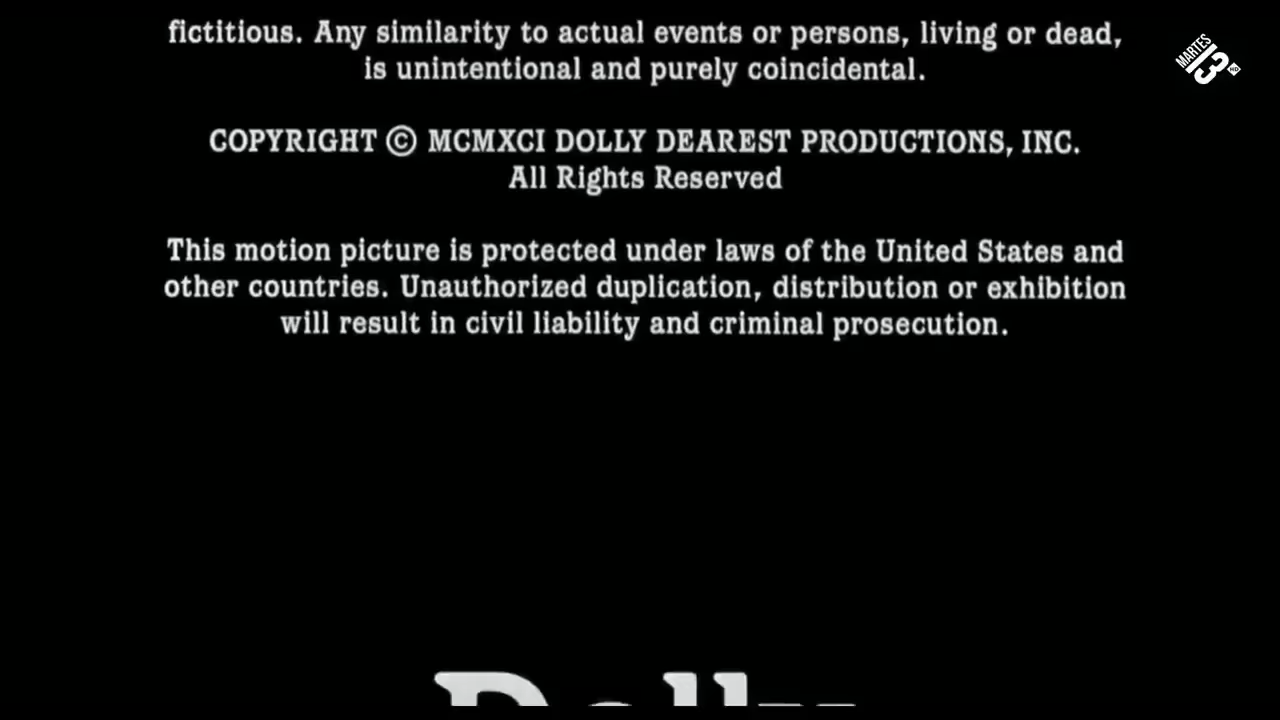 fictitious. Any similarity to actual events or persons, living or dead,
is unintentional and purely coincidental.
MARTES
13
HD
COPYRIGHT © MCMXCI DOLLY DEAREST PRODUCTIONS, INC.
All Rights Reserved
This motion picture is protected under laws of the United States and
other countries. Unauthorized duplication, distribution or exhibition
will result in civil liability and criminal prosecution.
Dolly